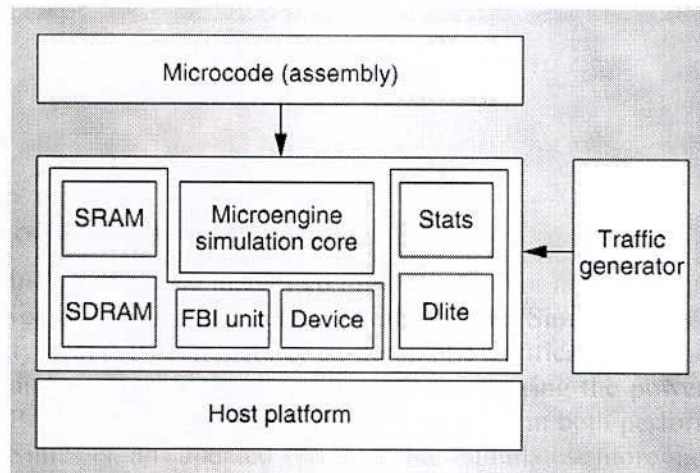 Microcode (assembly)
SRAM
Microengine
simulation core
Stats
Traffic
generator
SDRAM
FBI unit
Device
Dlite
Host platform